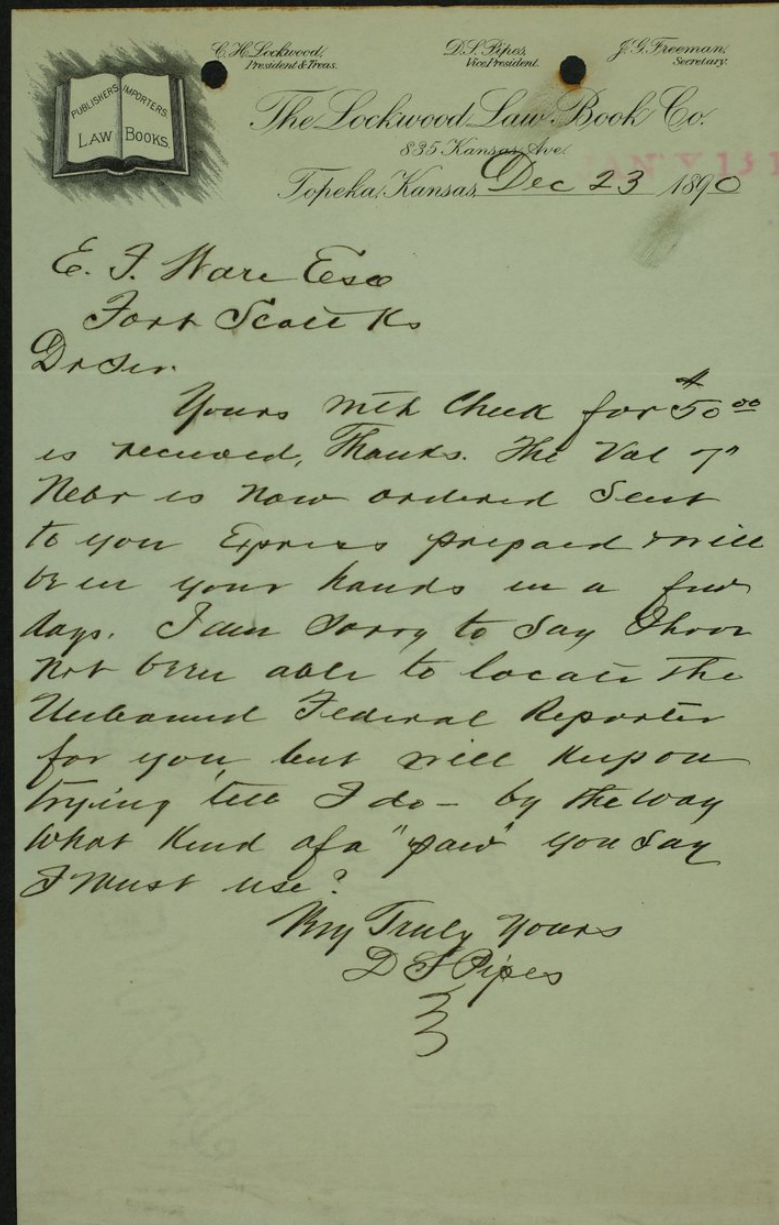 C. H. Lockwood, D. S. Pipes, J. G. Freeman,
President & Treas. Vice President. Secretary.
PUBLISHERS, IMPORTERS.
LAW BOOKS.
The Lockwood Law Book Co.
835 Kansas Ave.
Topeka, Kansas, Dec 23 1890
E. F. Ware Esq
Fort Scott Ks
Dr Sir.
Yours with Check for $50 00
is received, Thanks. The Vol 7"
Nebr is now ordered Sent
to you Express prepaid & will
be in your hands in a few
days. I am Sorry to Say I have
not been able to locate the
Unbound Federal Reporter
for you, but will Keep on
trying till I do – by the way
what Kind of a "paw" you Say
I must use?
Very Truly Yours
D S Pipes